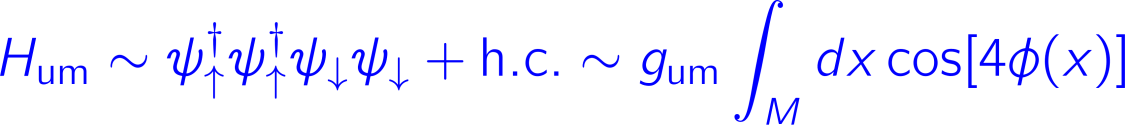 H_um ∼ ψ↑†ψ↑†ψ↓ψ↓ + h.c. ∼ g_um ∫_M dx cos[4ϕ(x)]